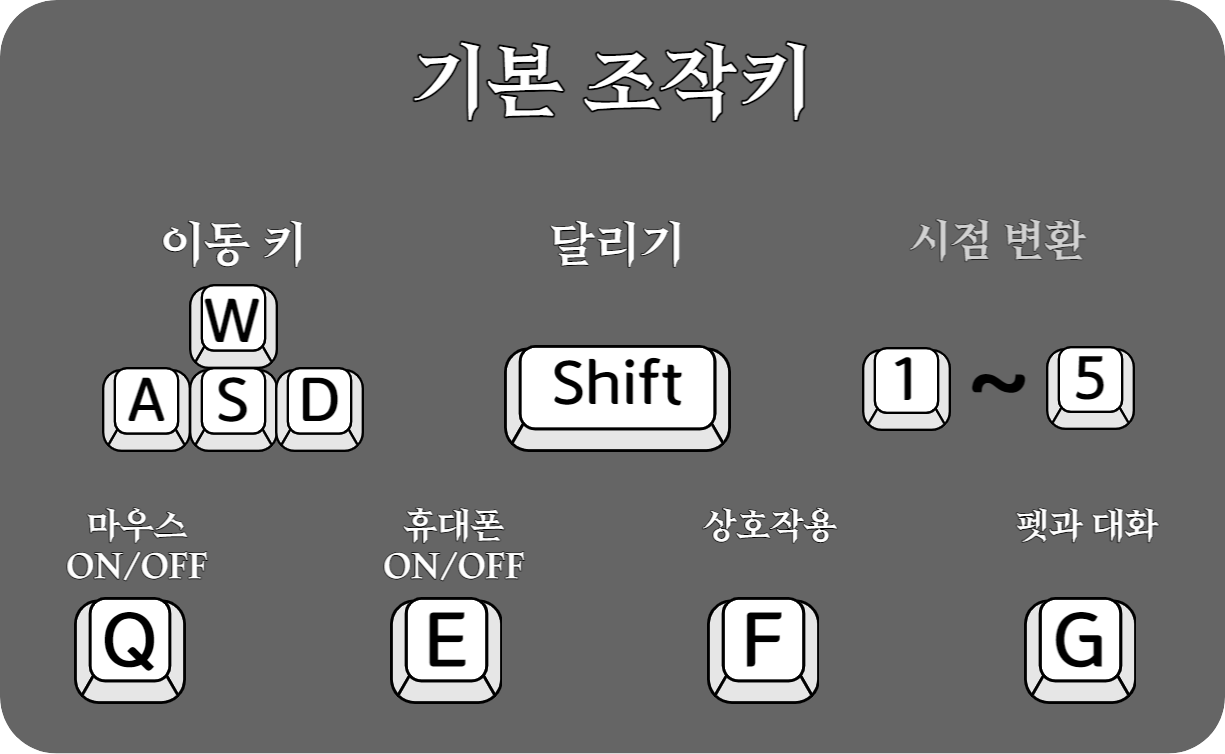 기본 조작키
이동 키
W
A S D
달리기
Shift
시점 변환
1 ~ 5
마우스
ON/OFF
Q
휴대폰
ON/OFF
E
상호작용
F
펫과 대화
G